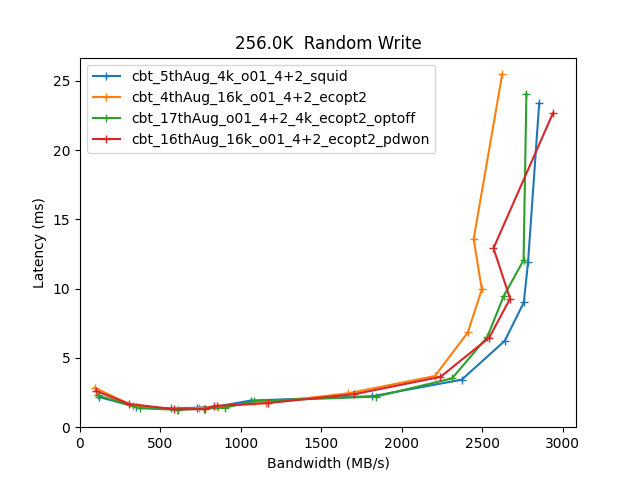 256.0K  Random Write
cbt_5thAug_4k_o01_4+2_squid
cbt_4thAug_16k_o01_4+2_ecopt2
cbt_17thAug_o01_4+2_4k_ecopt2_optoff
cbt_16thAug_16k_o01_4+2_ecopt2_pdwon
Latency (ms)
25
20
15
10
5
0
0 500 1000 1500 2000 2500 3000
Bandwidth (MB/s)